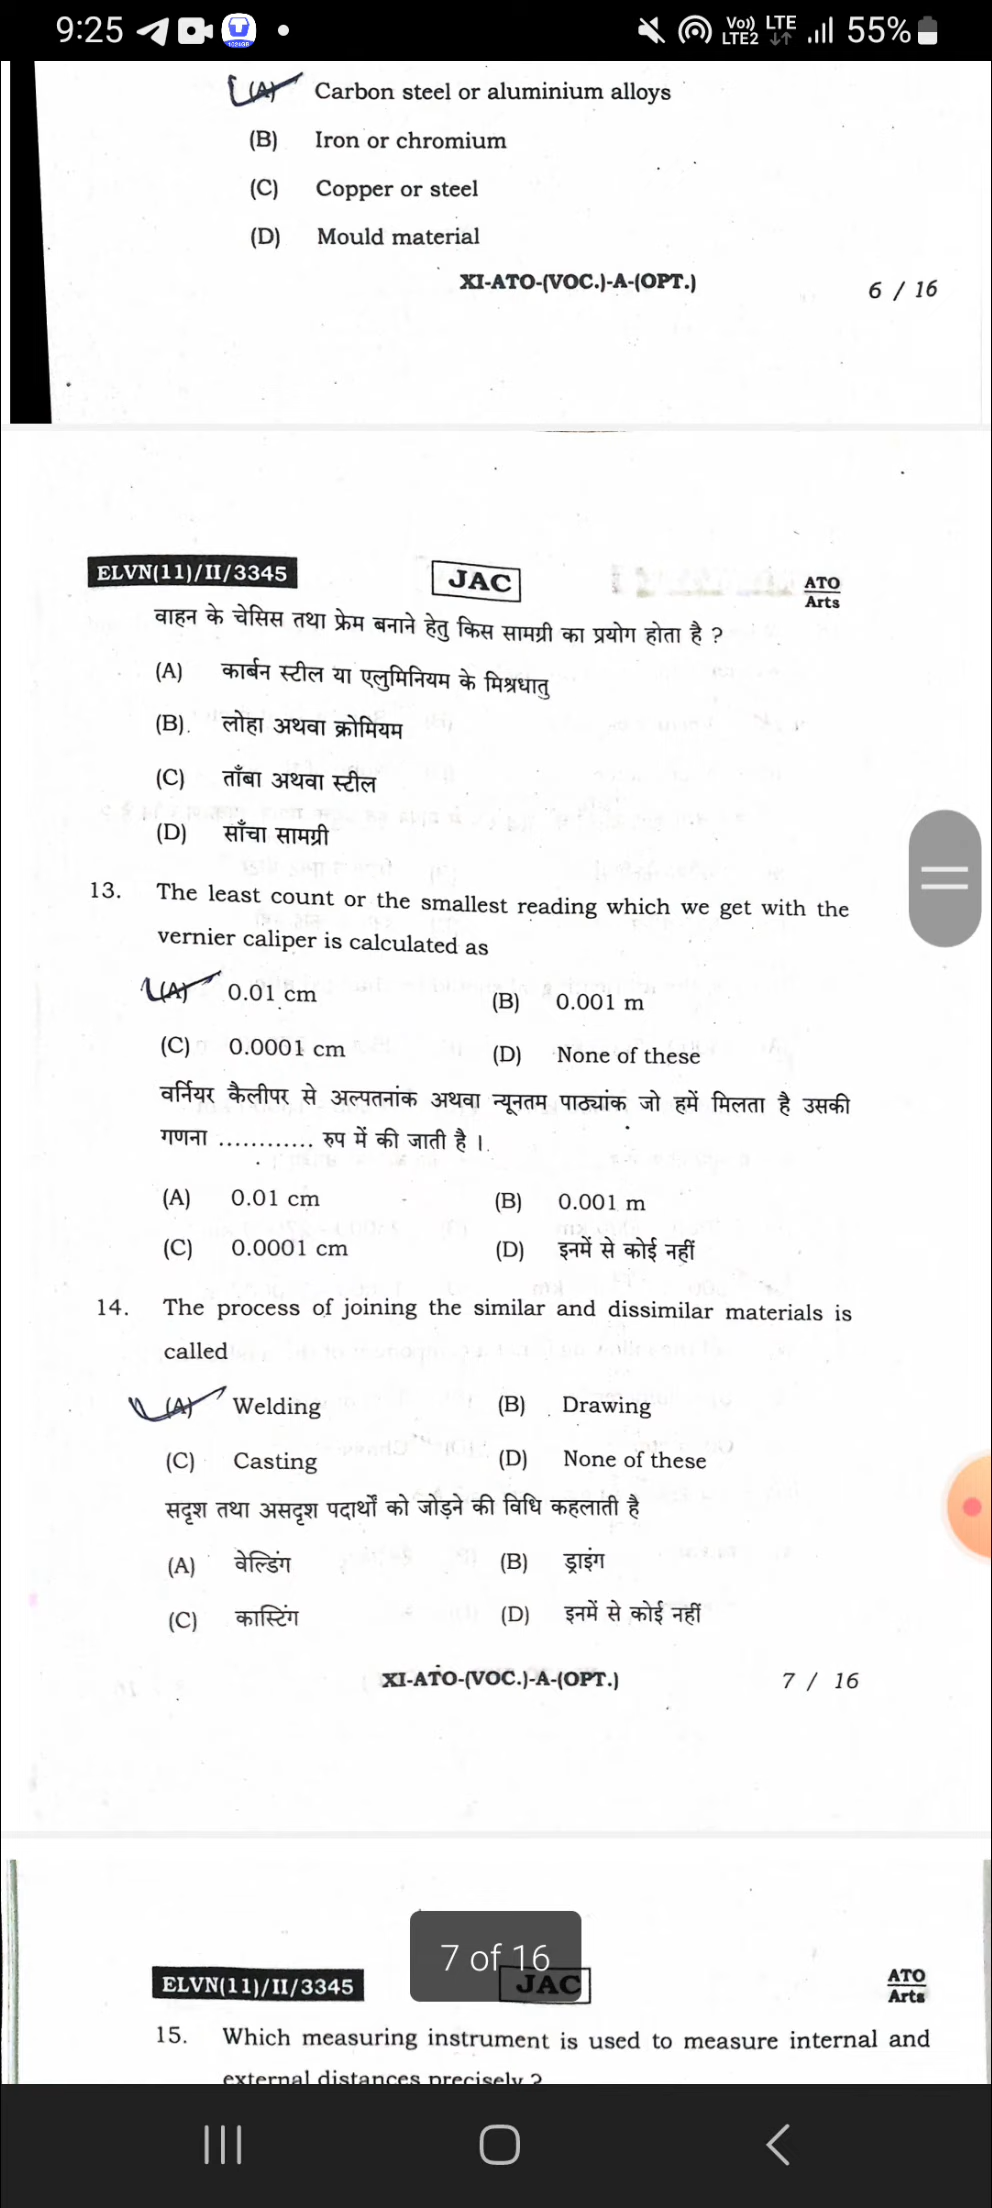 9:25
Vo)) LTE
LTE2
55%
(A) Carbon steel or aluminium alloys
(B) Iron or chromium
(C) Copper or steel
(D) Mould material
XI-ATO-(VOC.)-A-(OPT.)
6 / 16
ELVN(11)/II/3345
JAC
ATO
Arts
वाहन के चेसिस तथा फ्रेम बनाने हेतु किस सामग्री का प्रयोग होता है ?
(A) कार्बन स्टील या एलुमिनियम के मिश्रधातु
(B). लोहा अथवा क्रोमियम
(C) ताँबा अथवा स्टील
(D) साँचा सामग्री
13. The least count or the smallest reading which we get with the
vernier caliper is calculated as
(A) 0.01 cm (B) 0.001 m
(C) 0.0001 cm (D) None of these
वर्नियर कैलीपर से अल्पतनांक अथवा न्यूनतम पाठ्यांक जो हमें मिलता है उसकी
गणना ............ रुप में की जाती है ।
(A) 0.01 cm (B) 0.001 m
(C) 0.0001 cm (D) इनमें से कोई नहीं
14. The process of joining the similar and dissimilar materials is
called
(A) Welding (B) Drawing
(C) Casting (D) None of these
सदृश तथा असदृश पदार्थों को जोड़ने की विधि कहलाती है
(A) वेल्डिंग (B) ड्राइंग
(C) कास्टिंग (D) इनमें से कोई नहीं
XI-ATO-(VOC.)-A-(OPT.)
7 / 16
7 of 16
ELVN(11)/II/3345
JAC
ATO
Arts
15. Which measuring instrument is used to measure internal and
external distances precisely ?